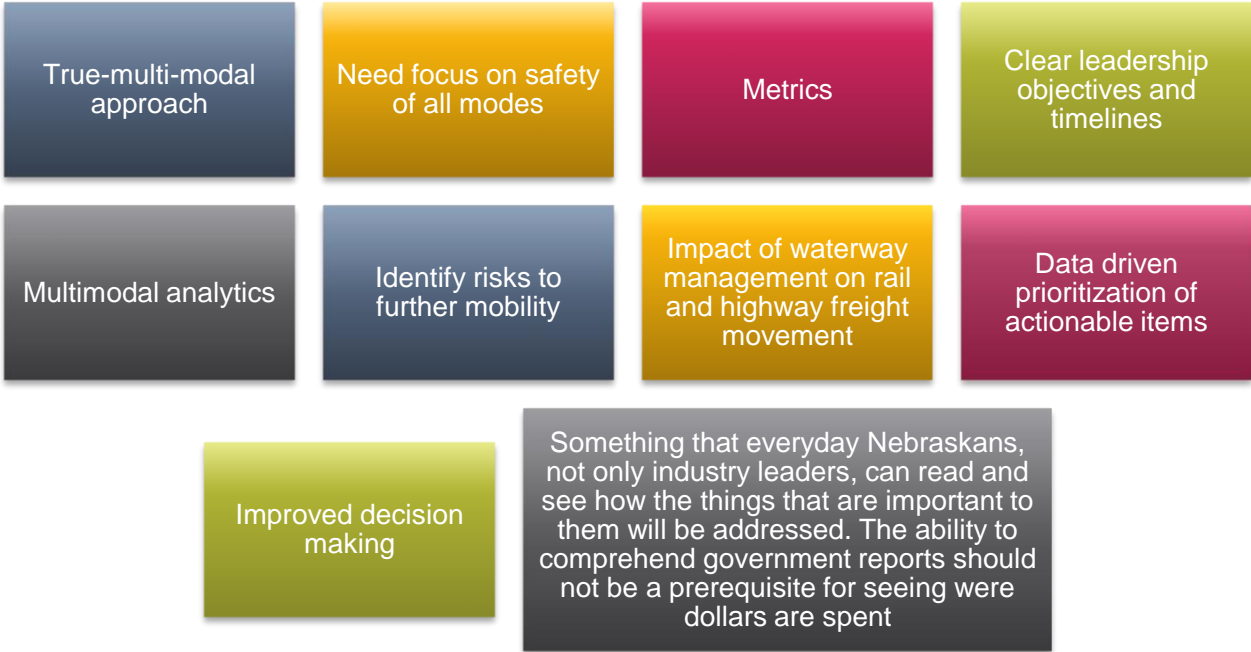 True-multi-modal
approach
Need focus on safety
of all modes
Metrics
Clear leadership
objectives and
timelines
Multimodal analytics
Identify risks to
further mobility
Impact of waterway
management on rail
and highway freight
movement
Data driven
prioritization of
actionable items
Improved decision
making
Something that everyday Nebraskans,
not only industry leaders, can read and
see how the things that are important to
them will be addressed. The ability to
comprehend government reports should
not be a prerequisite for seeing were
dollars are spent